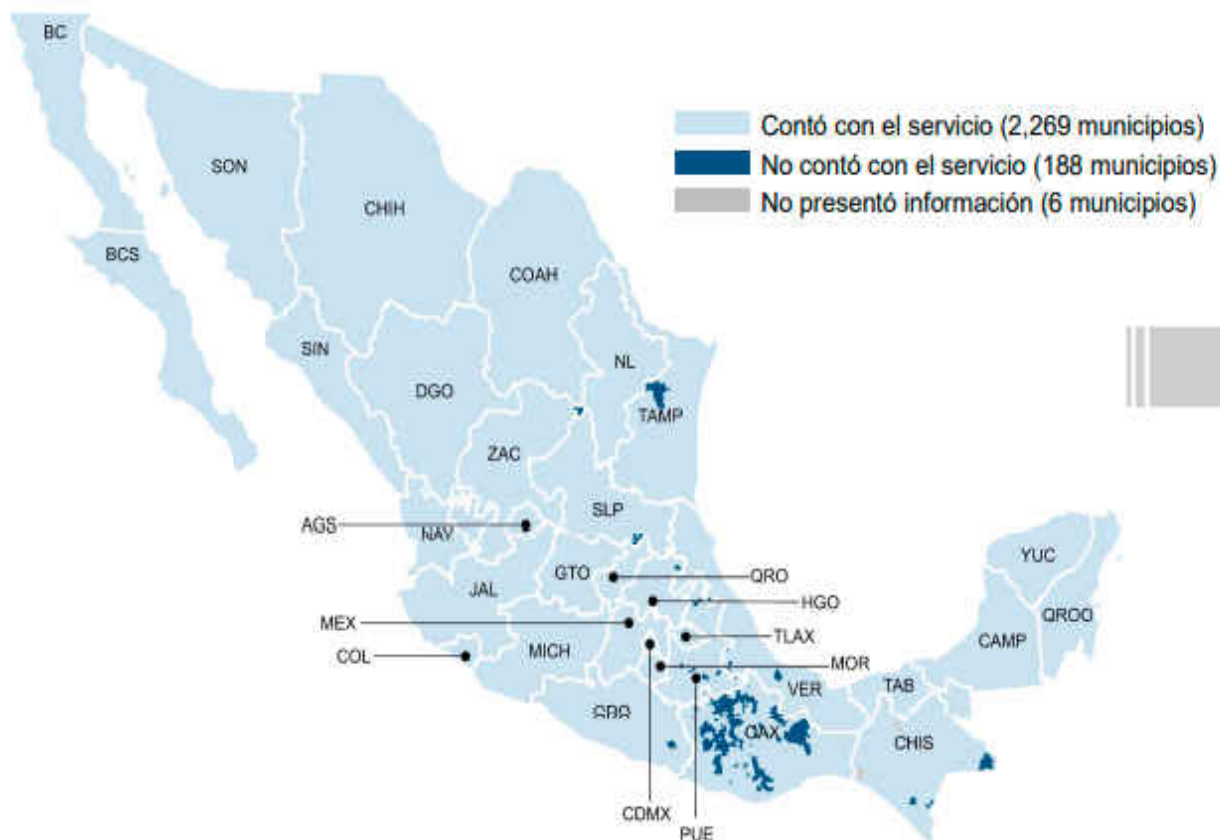 BC
Contó con el servicio (2,269 municipios)
No contó con el servicio (188 municipios)
No presentó información (6 municipios)
SON
CHIH
BCS
COAH
SIN
NL
DGO
TAMP
ZAC
AGS
SLP
NAY
YUC
GTO
QRO
JAL
HGO
QROO
MEX
TLAX
CAMP
COL
MICH
MOR
VER
TAB
OAX
CHIS
CDMX
PUE